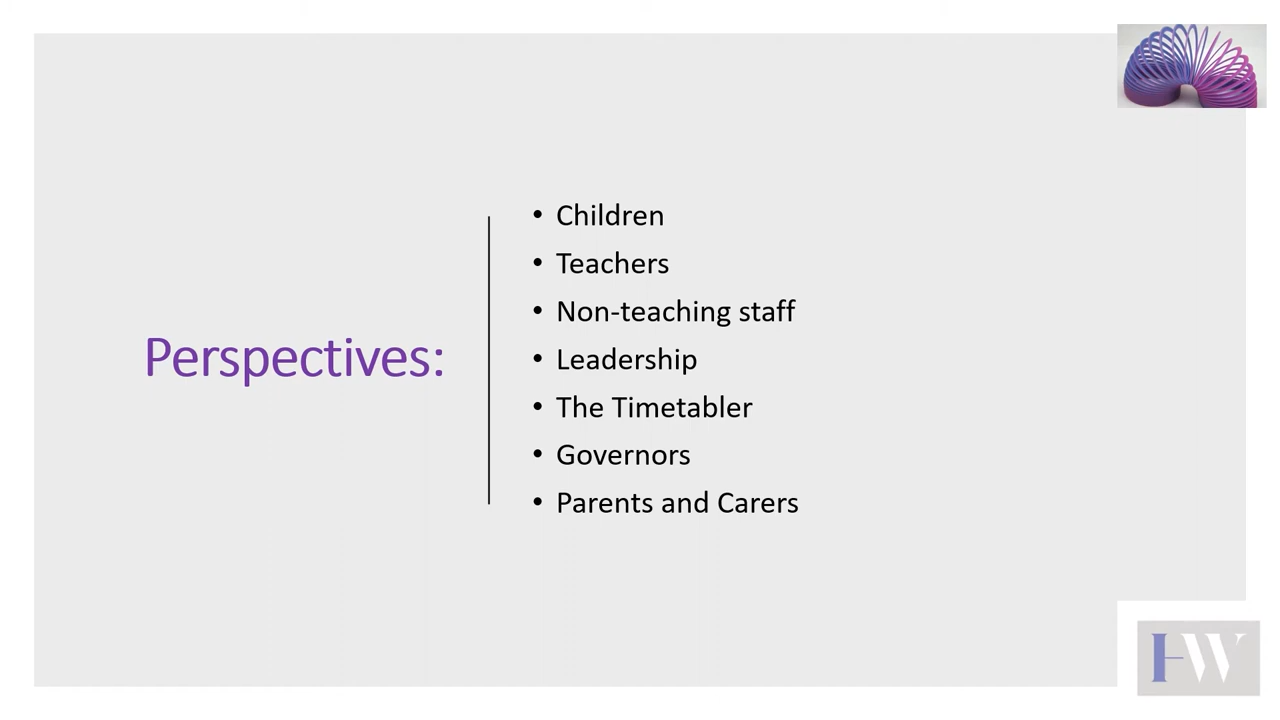 Perspectives:
• Children
• Teachers
• Non-teaching staff
• Leadership
• The Timetabler
• Governors
• Parents and Carers
HW